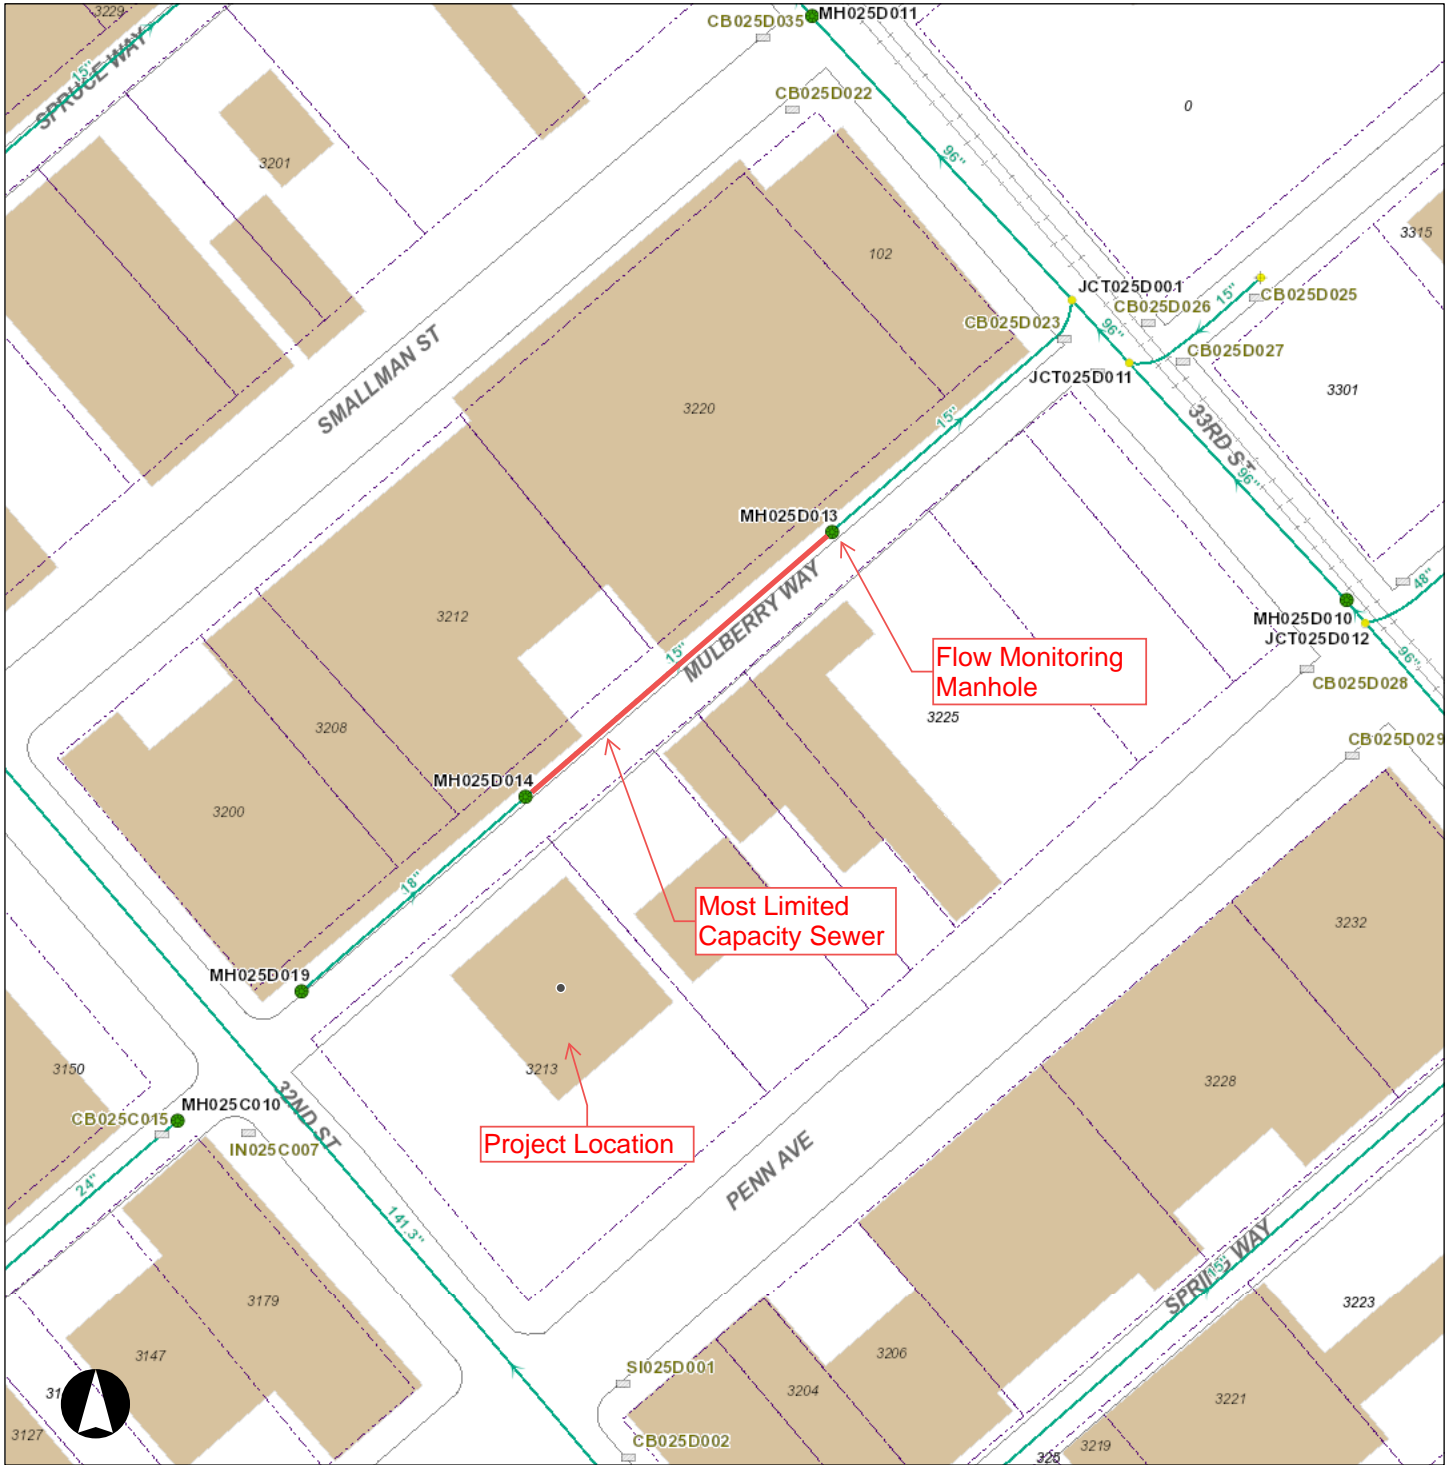 3229
CB025D035
MH025D011
SPRUCE WAY
15"
CB025D022
0
96"
3201
3315
102
JCT025D001
CB025D026
15"
CB025D025
CB025D023
96"
CB025D027
JCT025D011
SMALLMAN ST
3301
3220
15"
33RD ST
96"
MH025D013
48"
3212
MULBERRY WAY
15"
MH025D010
JCT025D012
96"
Flow Monitoring
Manhole
CB025D028
3225
3208
CB025D029
MH025D014
3200
18"
Most Limited
Capacity Sewer
3232
MH025D019
3150
3213
3228
32ND ST
MH025C010
CB025C015
IN025C007
Project Location
PENN AVE
24"
141.3"
SPRING WAY
15"
3179
3223
3147
3206
SI025D001
3204
3221
31
3127
CB025D002
3219
325